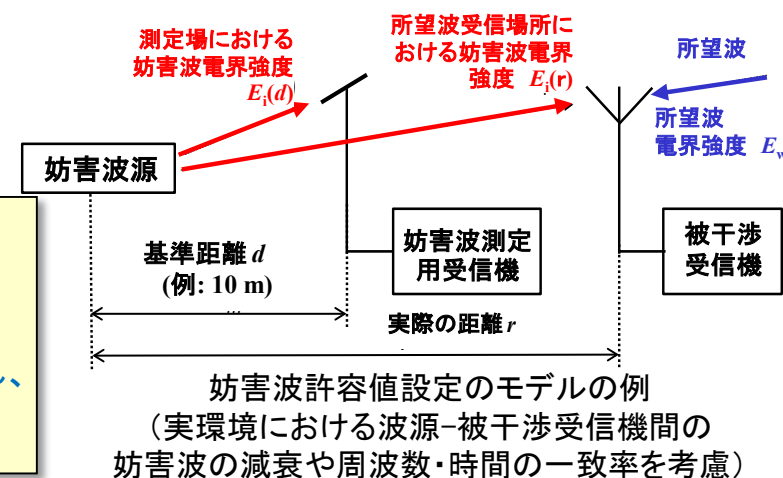 測定場における
妨害波電界強度
Ei(d)
所望波受信場所に
おける妨害波電界
強度 Ei(r)
所望波
所望波
電界強度 Ew
妨害波源
基準距離 d
(例: 10 m)
...
妨害波測定
用受信機
被干渉
受信機
実際の距離 r
、
妨害波許容値設定のモデルの例
（実環境における波源−被干渉受信機間の
妨害波の減衰や周波数・時間の一致率を考慮）